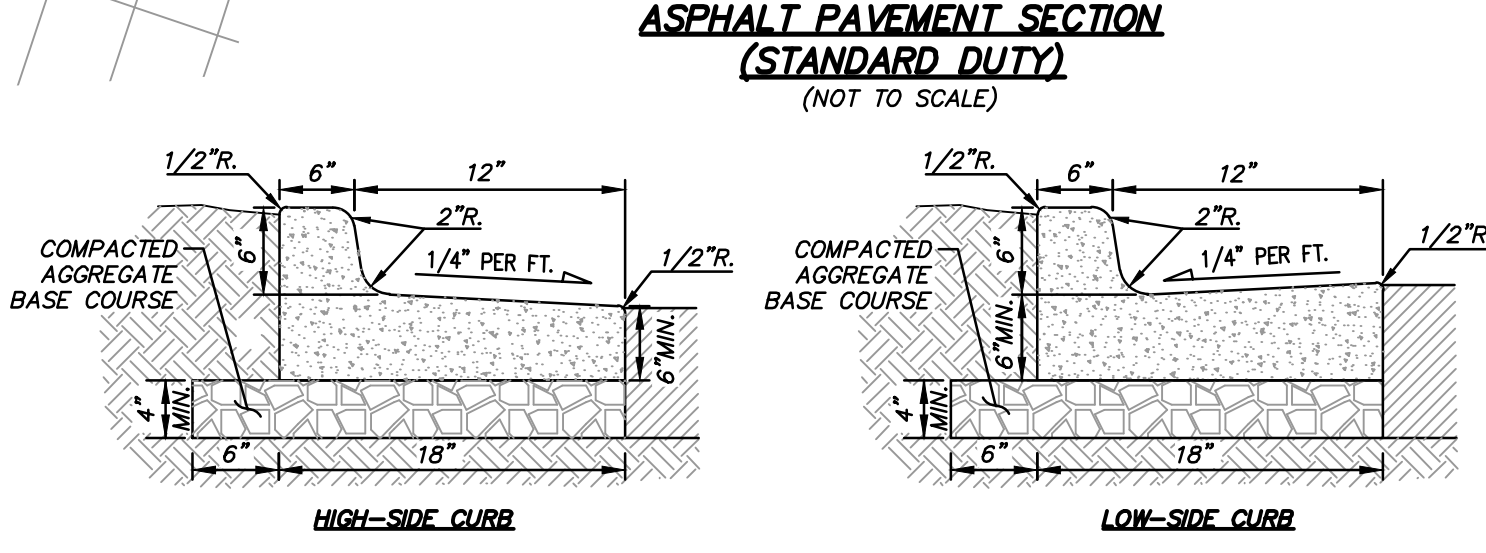 ASPHALT PAVEMENT SECTION
(STANDARD DUTY)
(NOT TO SCALE)
1/2"R.
6"
12"
2"R.
6"
1/4" PER FT.
1/2"R.
COMPACTED
AGGREGATE
BASE COURSE
6"MIN.
4"
MIN.
6"
18"
HIGH-SIDE CURB
1/2"R.
6"
12"
2"R.
6"
1/4" PER FT.
1/2"R
COMPACTED
AGGREGATE
BASE COURSE
6"MIN.
4"
MIN.
6"
18"
LOW-SIDE CURB